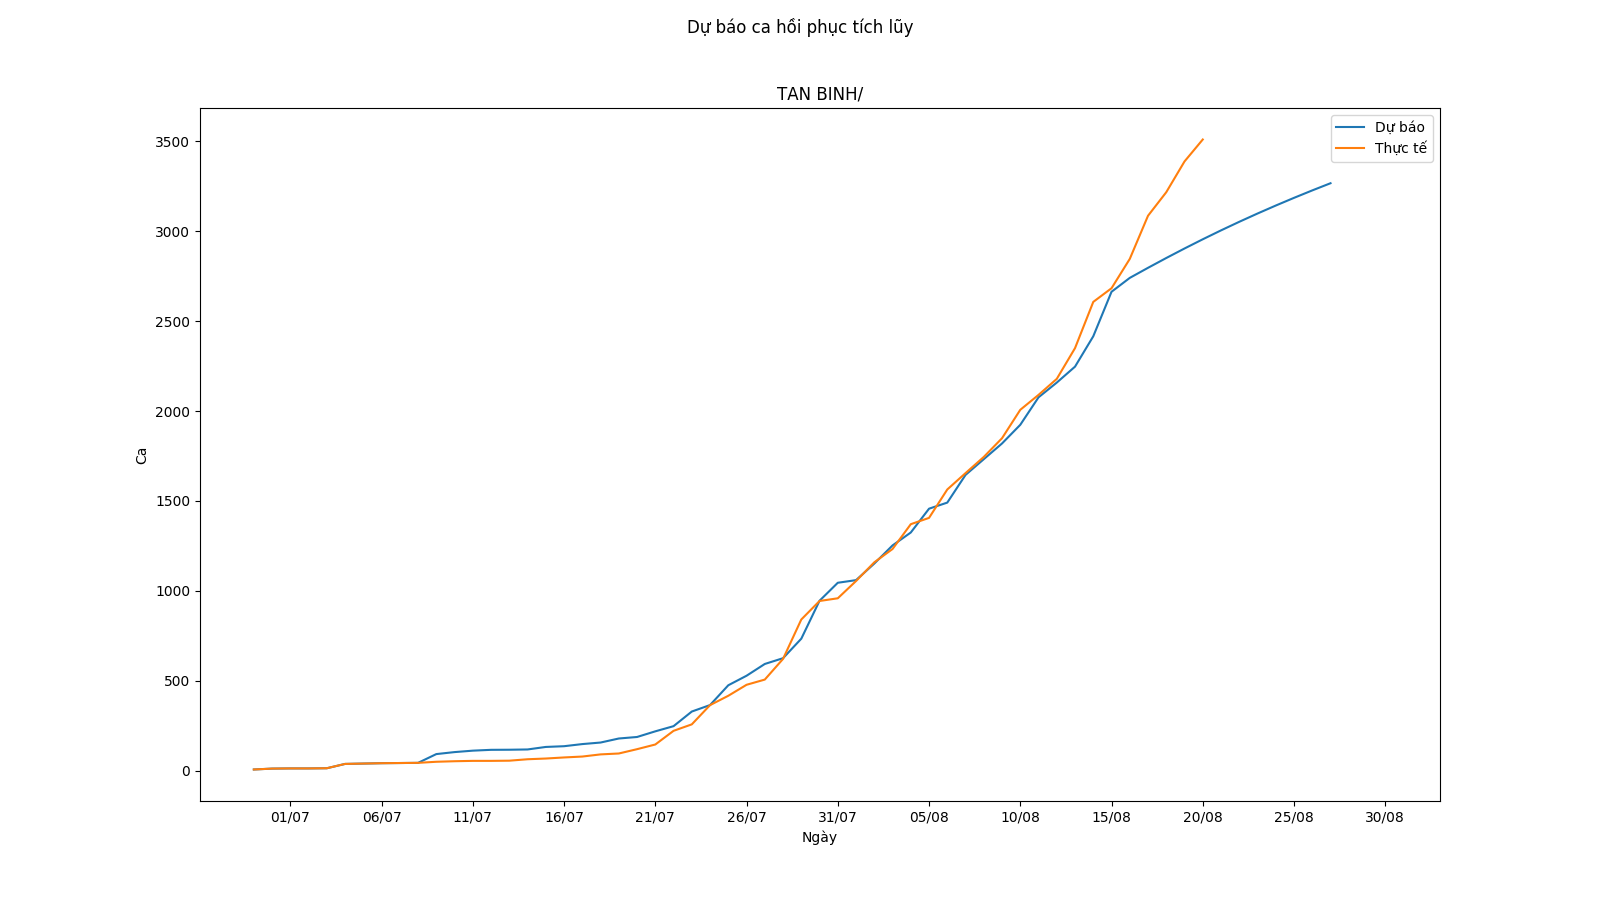 Dự báo ca hồi phục tích lũy
TAN BINH/
Dự báo
Thực tế
3500
3000
2500
2000
1500
1000
500
0
Ca
01/07 06/07 11/07 16/07 21/07 26/07 31/07 05/08 10/08 15/08 20/08 25/08 30/08
Ngày